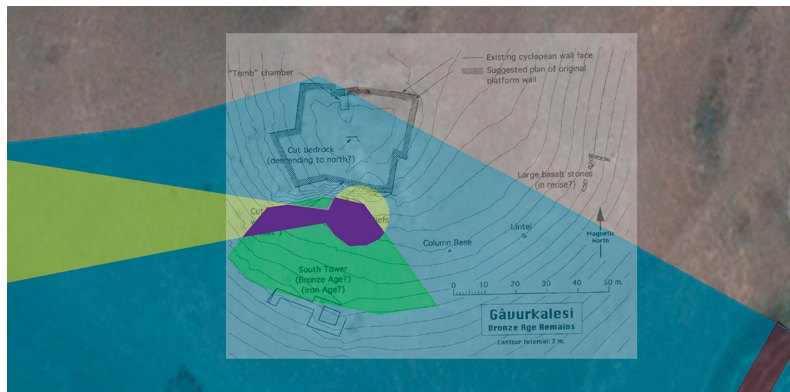 Existing cyclopean wall face
"Tomb" chamber
Suggested plan of original
platform wall
Cut bedrock
(descending to north?)
Large basalt stones
(in reuse?)
Cut
Lintel
Column Base
Magnetic
North
South Tower
(Bronze Age?)
(Iron Age?)
0 10 20 30 40 50 m.
Gâvurkalesi
Bronze Age Remains
Contour Interval: 2 m.